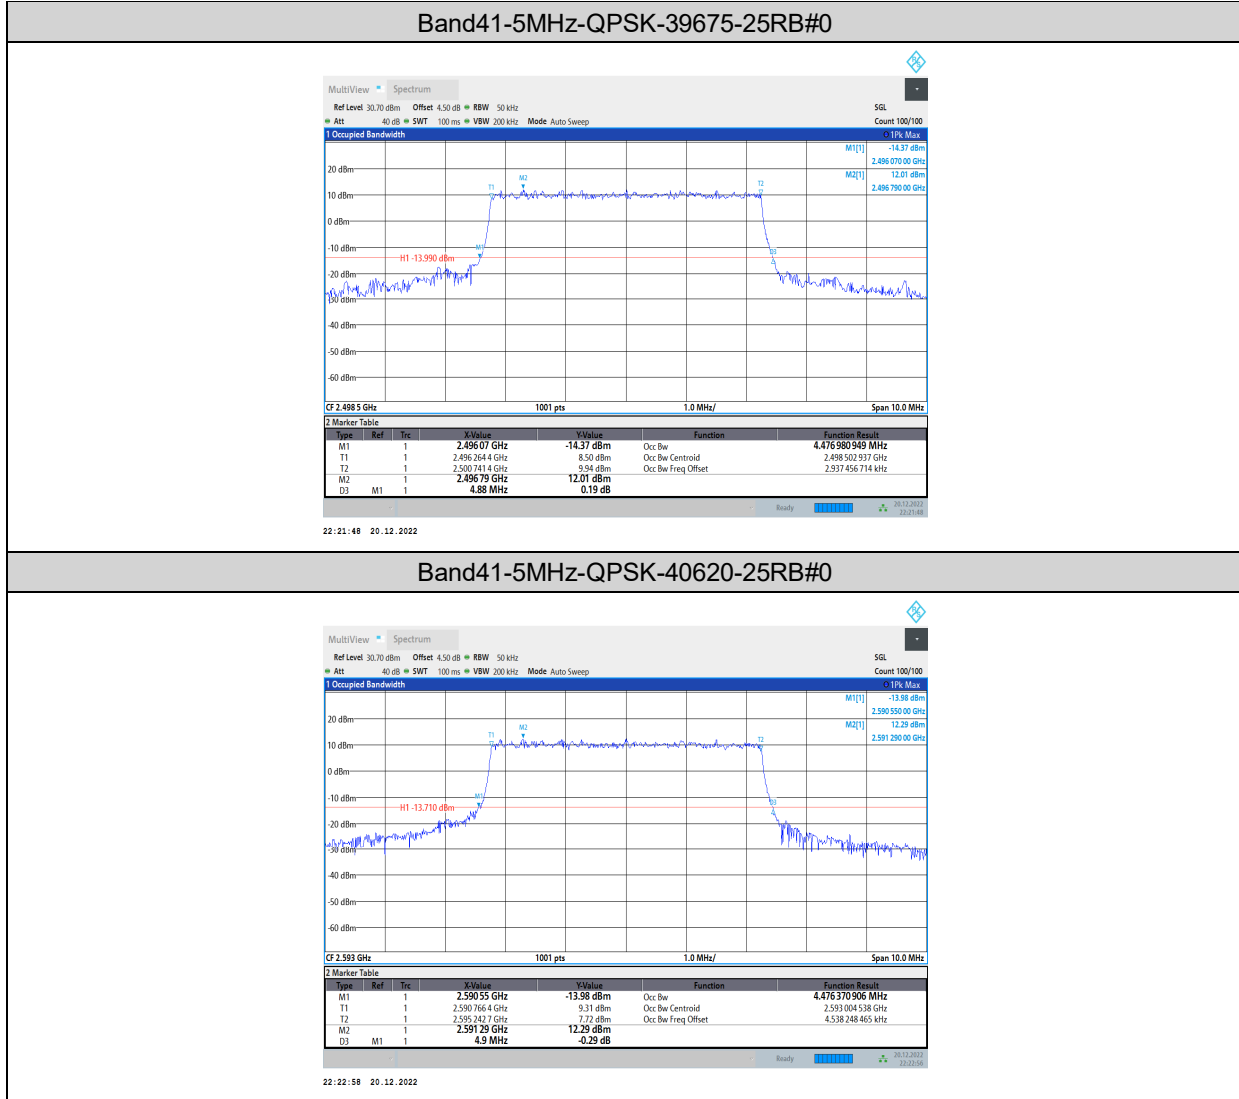 Band41-5MHz-QPSK-39675-25RB#0
MultiView Spectrum
Ref Level 30.70 dBm Offset 4.50 dB RBW 50 kHz SGL
Att 40 dB SWT 100 ms VBW 200 kHz Mode Auto Sweep Count 100/100
1 Occupied Bandwidth 1Pk Max
M1[1] -14.37 dBm
2.496 070 00 GHz
M2[1] 12.01 dBm
2.496 790 00 GHz
20 dBm
M2
T1
T2
10 dBm
0 dBm
-10 dBm
M1
D3
H1 -13.990 dBm
-20 dBm
-30 dBm
-40 dBm
-50 dBm
-60 dBm
CF 2.498 5 GHz 1001 pts 1.0 MHz/ Span 10.0 MHz
2 Marker Table
Type Ref Trc X-Value Y-Value Function Function Result
M1 1 2.496 07 GHz -14.37 dBm Occ Bw 4.476 980 949 MHz
T1 1 2.496 264 4 GHz 8.50 dBm Occ Bw Centroid 2.498 502 937 GHz
T2 1 2.500 741 4 GHz 9.94 dBm Occ Bw Freq Offset 2.937 456 714 kHz
M2 1 2.496 79 GHz 12.01 dBm
D3 M1 1 4.88 MHz 0.19 dB
Ready 20.12.2022
22:21:48
22:21:48 20.12.2022
Band41-5MHz-QPSK-40620-25RB#0
MultiView Spectrum
Ref Level 30.70 dBm Offset 4.50 dB RBW 50 kHz SGL
Att 40 dB SWT 100 ms VBW 200 kHz Mode Auto Sweep Count 100/100
1 Occupied Bandwidth 1Pk Max
M1[1] -13.98 dBm
2.590 550 00 GHz
M2[1] 12.29 dBm
2.591 290 00 GHz
20 dBm
M2
T1
T2
10 dBm
0 dBm
-10 dBm
M1
D3
H1 -13.710 dBm
-20 dBm
-30 dBm
-40 dBm
-50 dBm
-60 dBm
CF 2.593 GHz 1001 pts 1.0 MHz/ Span 10.0 MHz
2 Marker Table
Type Ref Trc X-Value Y-Value Function Function Result
M1 1 2.590 55 GHz -13.98 dBm Occ Bw 4.476 370 906 MHz
T1 1 2.590 766 4 GHz 9.31 dBm Occ Bw Centroid 2.593 004 538 GHz
T2 1 2.595 242 7 GHz 7.72 dBm Occ Bw Freq Offset 4.538 248 465 kHz
M2 1 2.591 29 GHz 12.29 dBm
D3 M1 1 4.9 MHz -0.29 dB
Ready 20.12.2022
22:22:58 20.12.2022